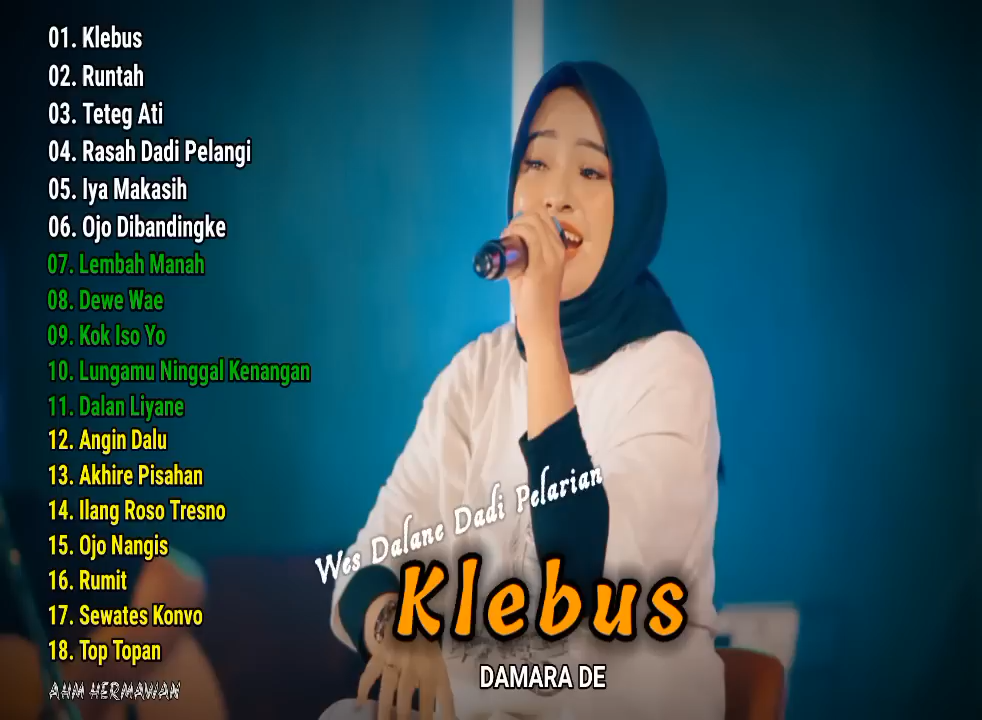 01. Klebus
02. Runtah
03. Teteg Ati
04. Rasah Dadi Pelangi
05. Iya Makasih
06. Ojo Dibandingke
07. Lembah Manah
08. Dewe Wae
09. Kok Iso Yo
10. Lungamu Ninggal Kenangan
11. Dalan Liyane
12. Angin Dalu
13. Akhire Pisahan
14. Ilang Roso Tresno
15. Ojo Nangis
16. Rumit
17. Sewates Konvo
18. Top Topan
AHM HERMAWAN
Wes Dalane Dadi Pelarian
Klebus
DAMARA DE